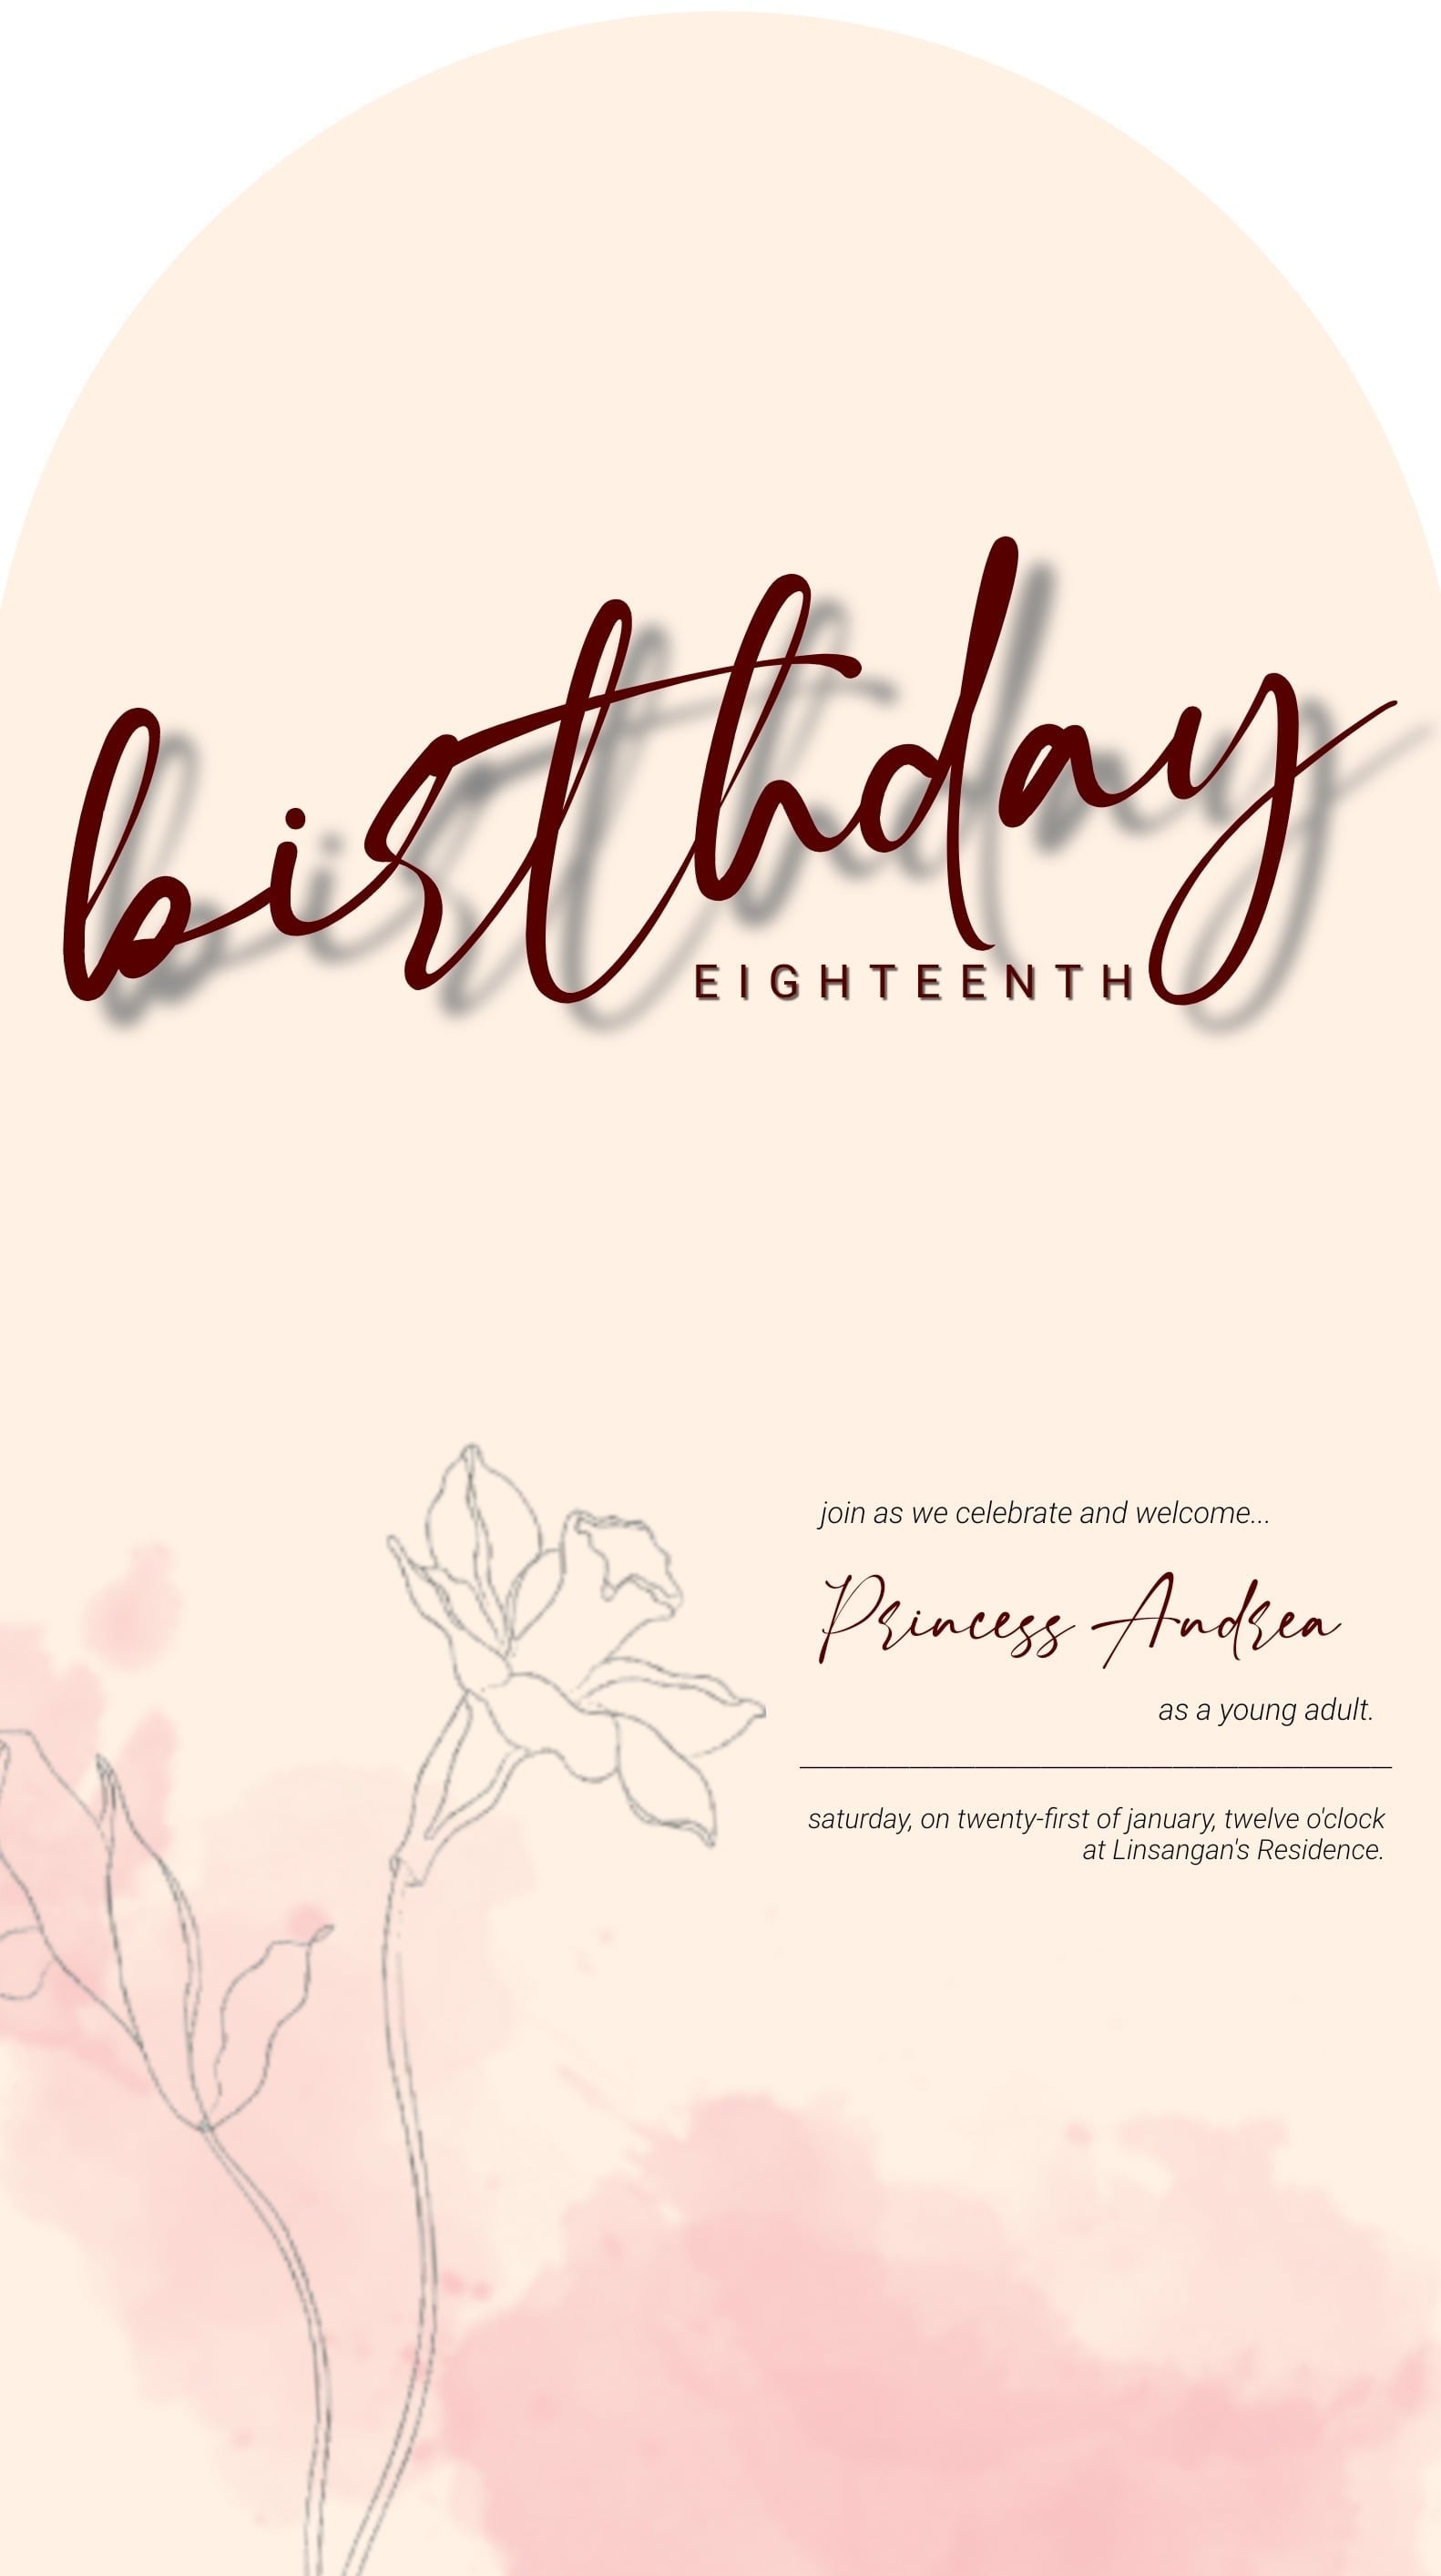 birthday
EIGHTEENTH
join as we celebrate and welcome...
Princess Andrea
as a young adult.
saturday, on twenty-first of january, twelve o'clock
at Linsangan's Residence.